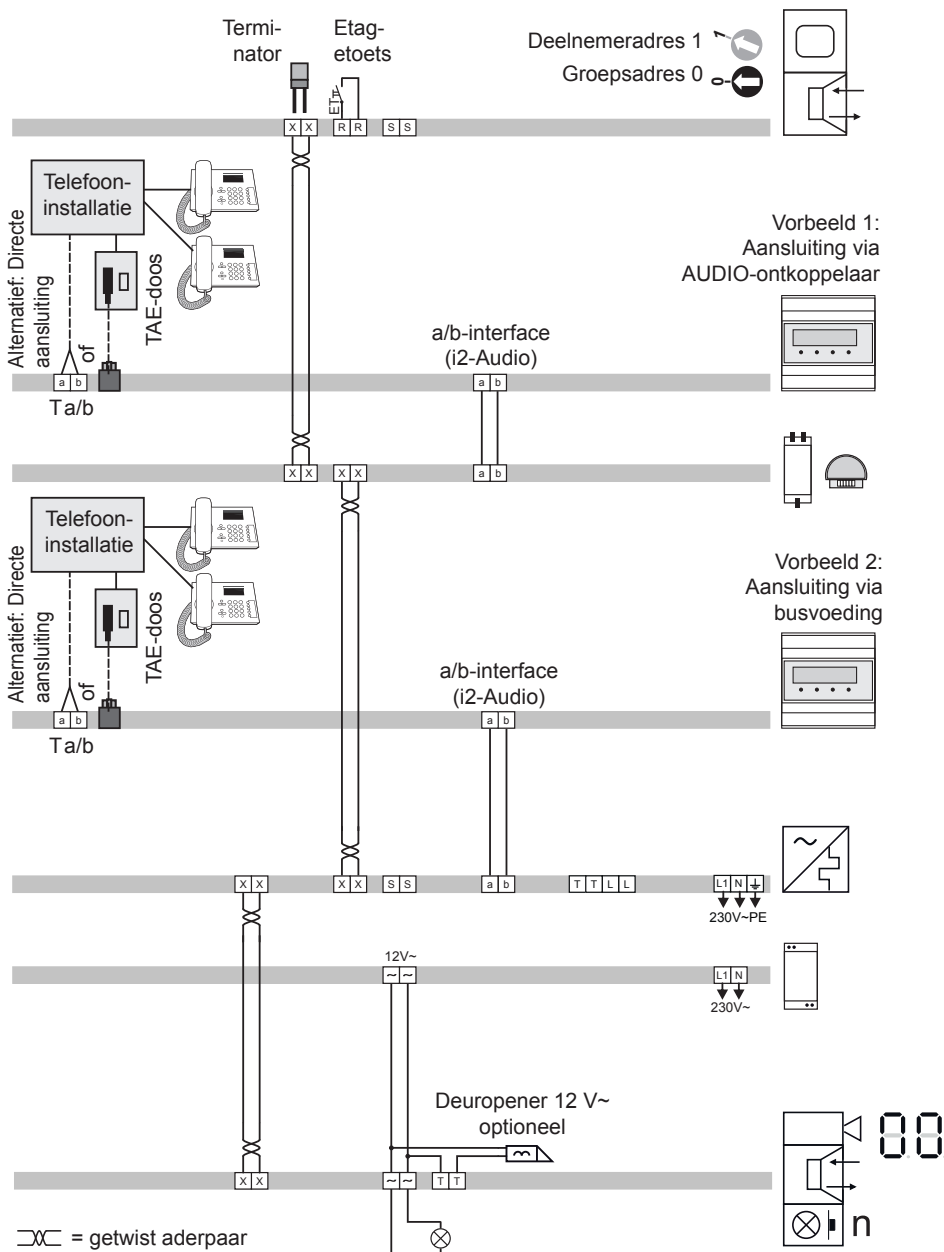 Termi-
nator
Etag-
etoets
Deelnemeradres 1
1
Groepsadres 0
0
ET
X X R R S S
Telefoon-
installatie
Alternatief: Directe
aansluiting
of
TAE-doos
Vorbeeld 1:
Aansluiting via
AUDIO-ontkoppelaar
a/b-interface
(i2-Audio)
a b
a b
Ta/b
X X X X a b
Telefoon-
installatie
Alternatief: Directe
aansluiting
of
TAE-doos
Vorbeeld 2:
Aansluiting via
busvoeding
a/b-interface
(i2-Audio)
a b
a b
Ta/b
X X X X S S a b T T L L L1 N
230V~PE
12V~
~ ~ L1 N
230V~
Deuropener 12 V~
optioneel
00
X X ~ ~ T T
n
= getwist aderpaar